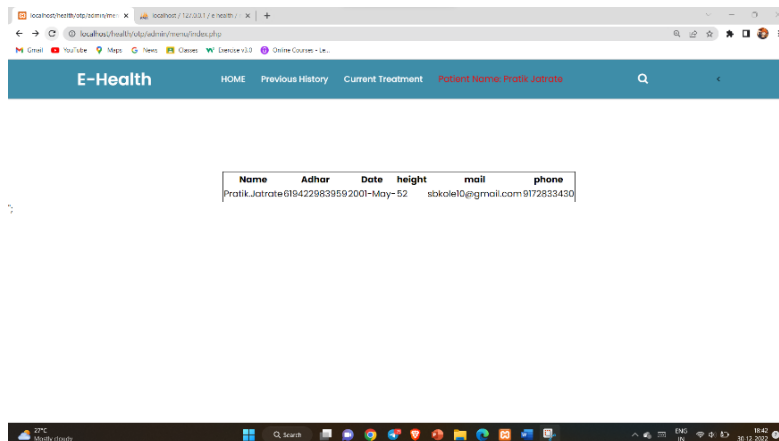 localhost/health/otp/admin/menu localhost / 127.0.0.1 / e health /
localhost/health/otp/admin/menu/index.php
Gmail YouTube Maps News Classes Exercise v3.0 Online Courses - Le...
E-Health HOME Previous History Current Treatment Patient Name: Pratik Jatrate
Name Adhar Date height mail phone
Pratik.Jatrate 619422983959 2001-May- 52 sbkole10@gmail.com 9172833430
";
27°C ENG 18:42
Mostly cloudy Search IN 30-12-2022